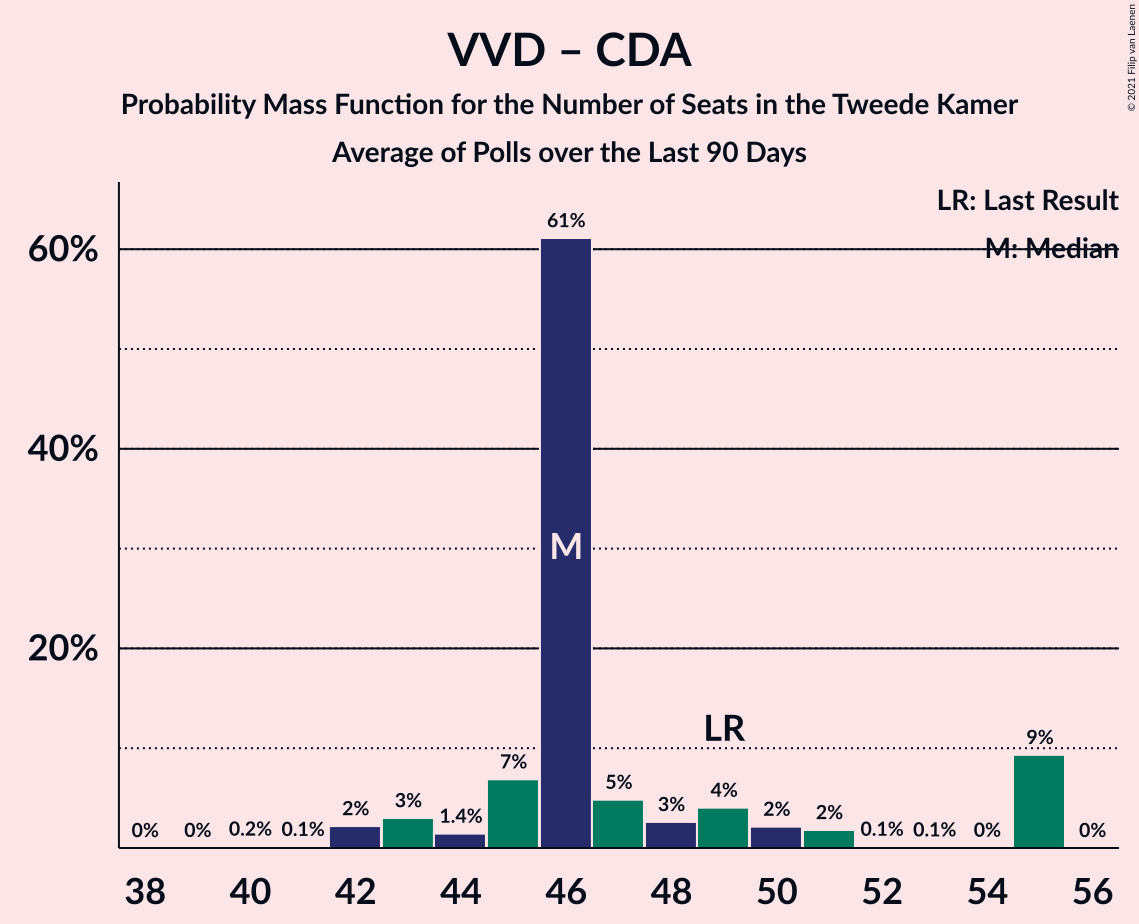 VVD – CDA
Probability Mass Function for the Number of Seats in the Tweede Kamer
Average of Polls over the Last 90 Days
© 2021 Filip van Laenen
LR: Last Result
M: Median
60%
40%
20%
0% 0% 0.2% 0.1% 2% 3% 1.4% 7% 61% 5% 3% 4% 2% 2% 0.1% 0.1% 0% 9% 0%
M
LR
38 40 42 44 46 48 50 52 54 56